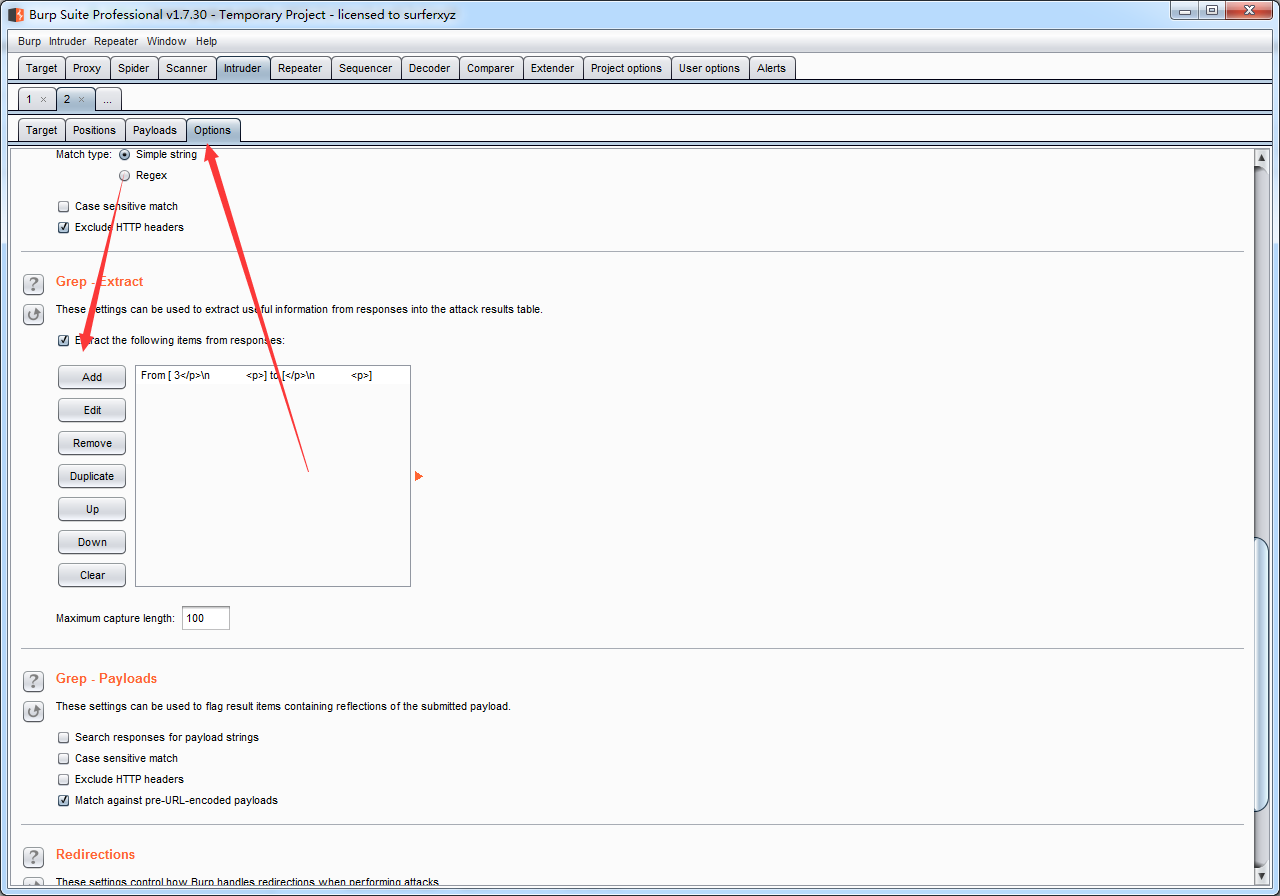 Burp Suite Professional v1.7.30 - Temporary Project - licensed to surferxyz
Burp Intruder Repeater Window Help
Target Proxy Spider Scanner Intruder Repeater Sequencer Decoder Comparer Extender Project options User options Alerts
1 × 2 × ...
Target Positions Payloads Options
Match type: Simple string
Regex
Case sensitive match
Exclude HTTP headers
? Grep - Extract
These settings can be used to extract useful information from responses into the attack results table.
Extract the following items from responses:
Add
From [ 3</p>\n <p>] to [</p>\n <p>]
Edit
Remove
Duplicate
Up
Down
Clear
Maximum capture length: 100
? Grep - Payloads
These settings can be used to flag result items containing reflections of the submitted payload.
Search responses for payload strings
Case sensitive match
Exclude HTTP headers
Match against pre-URL-encoded payloads
? Redirections
These settings control how Burp handles redirections when performing attacks.